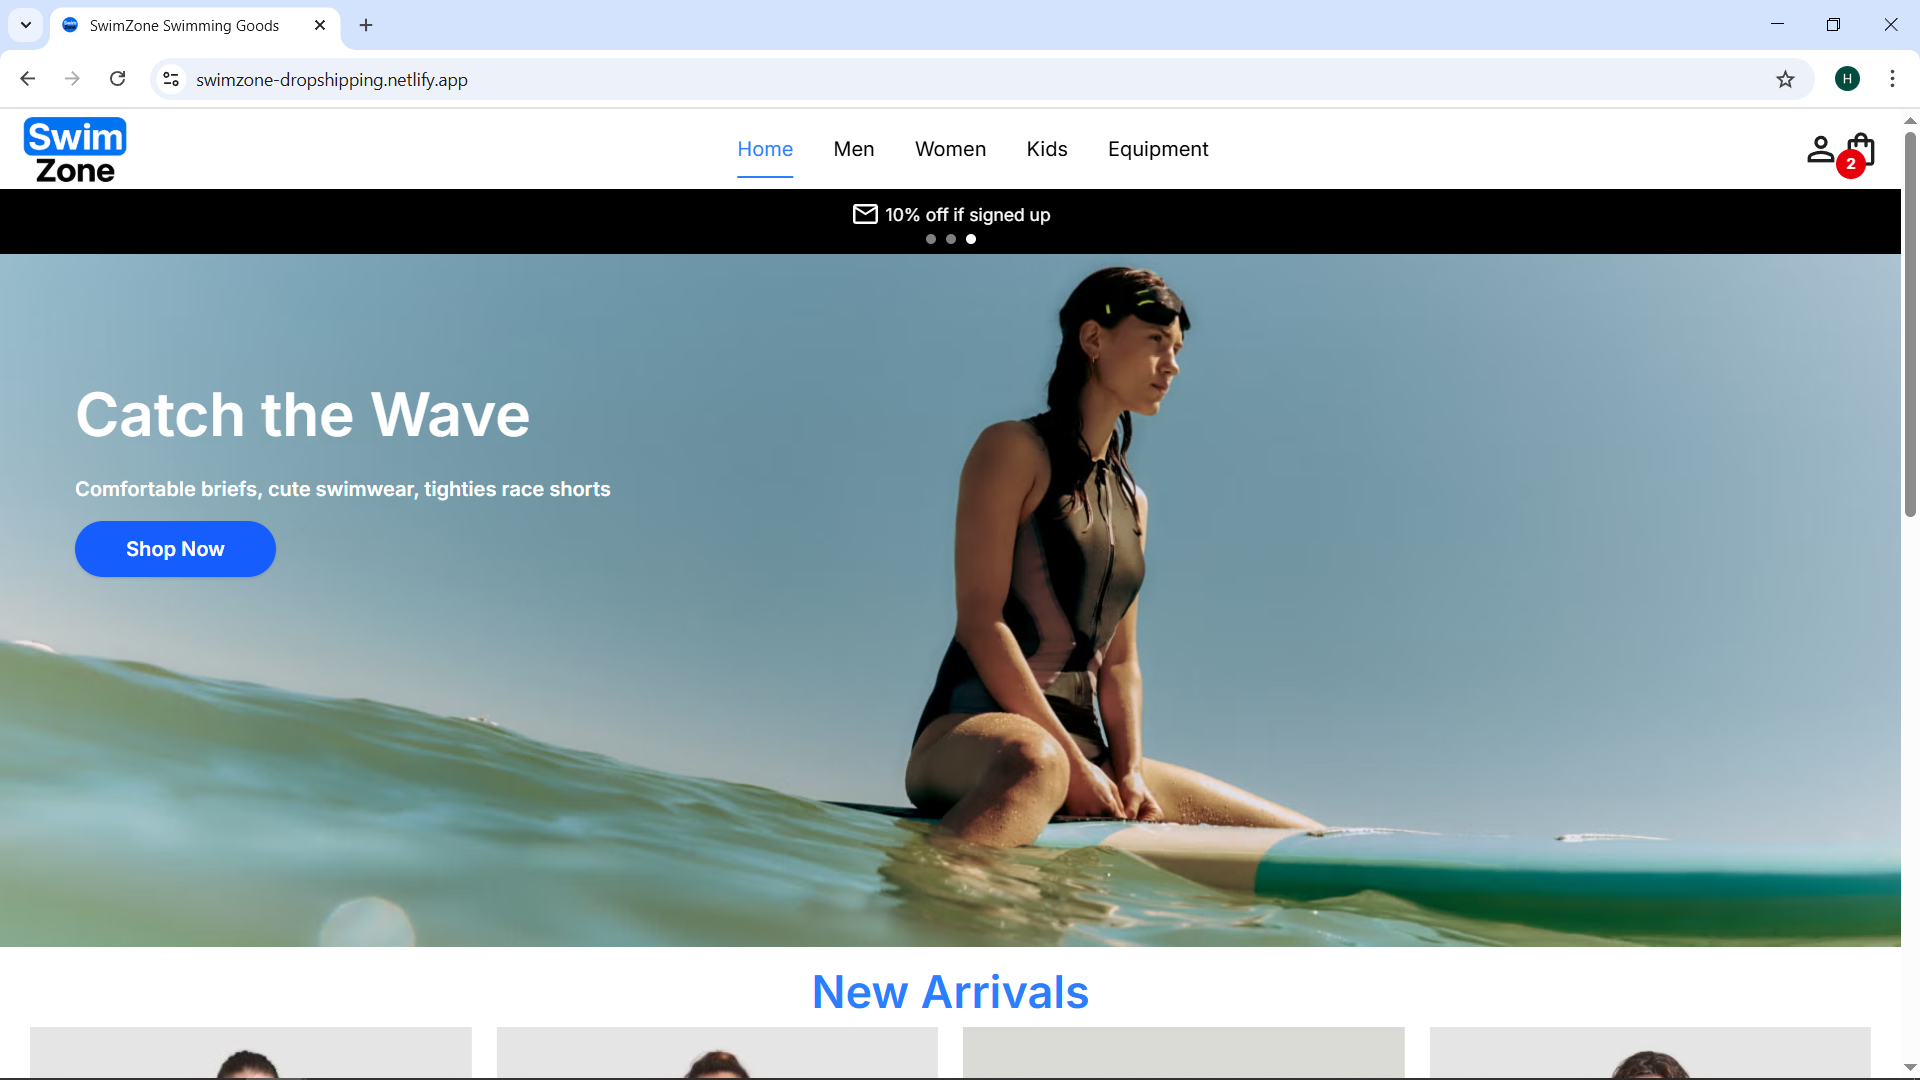 SwimZone Swimming Goods
swimzone-dropshipping.netlify.app
H
Swim
Zone
Home
Men
Women
Kids
Equipment
2
10% off if signed up
Catch the Wave
Comfortable briefs, cute swimwear, tighties race shorts
Shop Now
New Arrivals